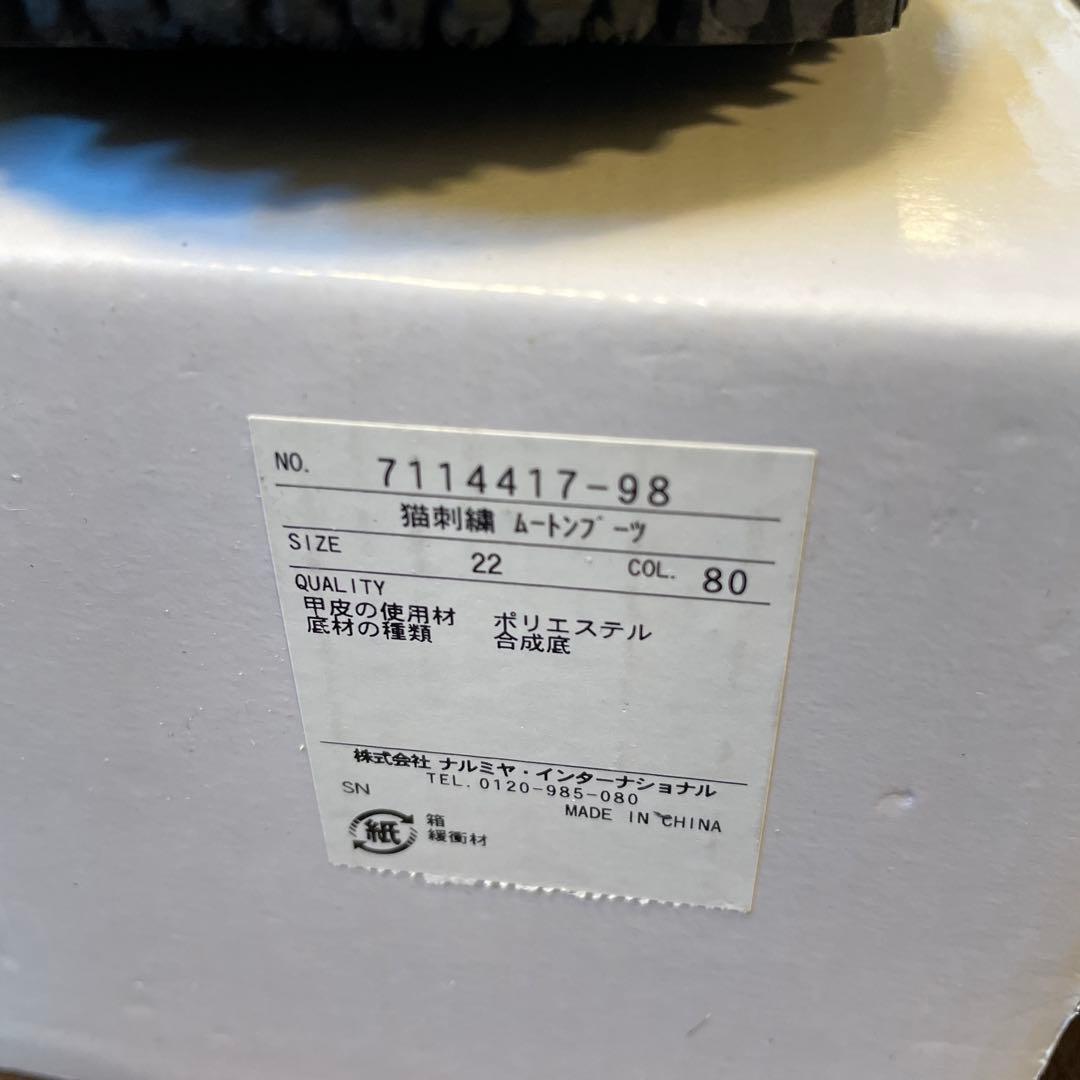 NO. 7114417-98
猫刺繍 ムートンブーツ
SIZE 22 COL. 80
QUALITY
甲皮の使用材 ポリエステル
底材の種類 合成底
株式会社 ナルミヤ・インターナショナル
TEL. 0120-985-080
SN MADE IN CHINA
紙 箱
緩衝材